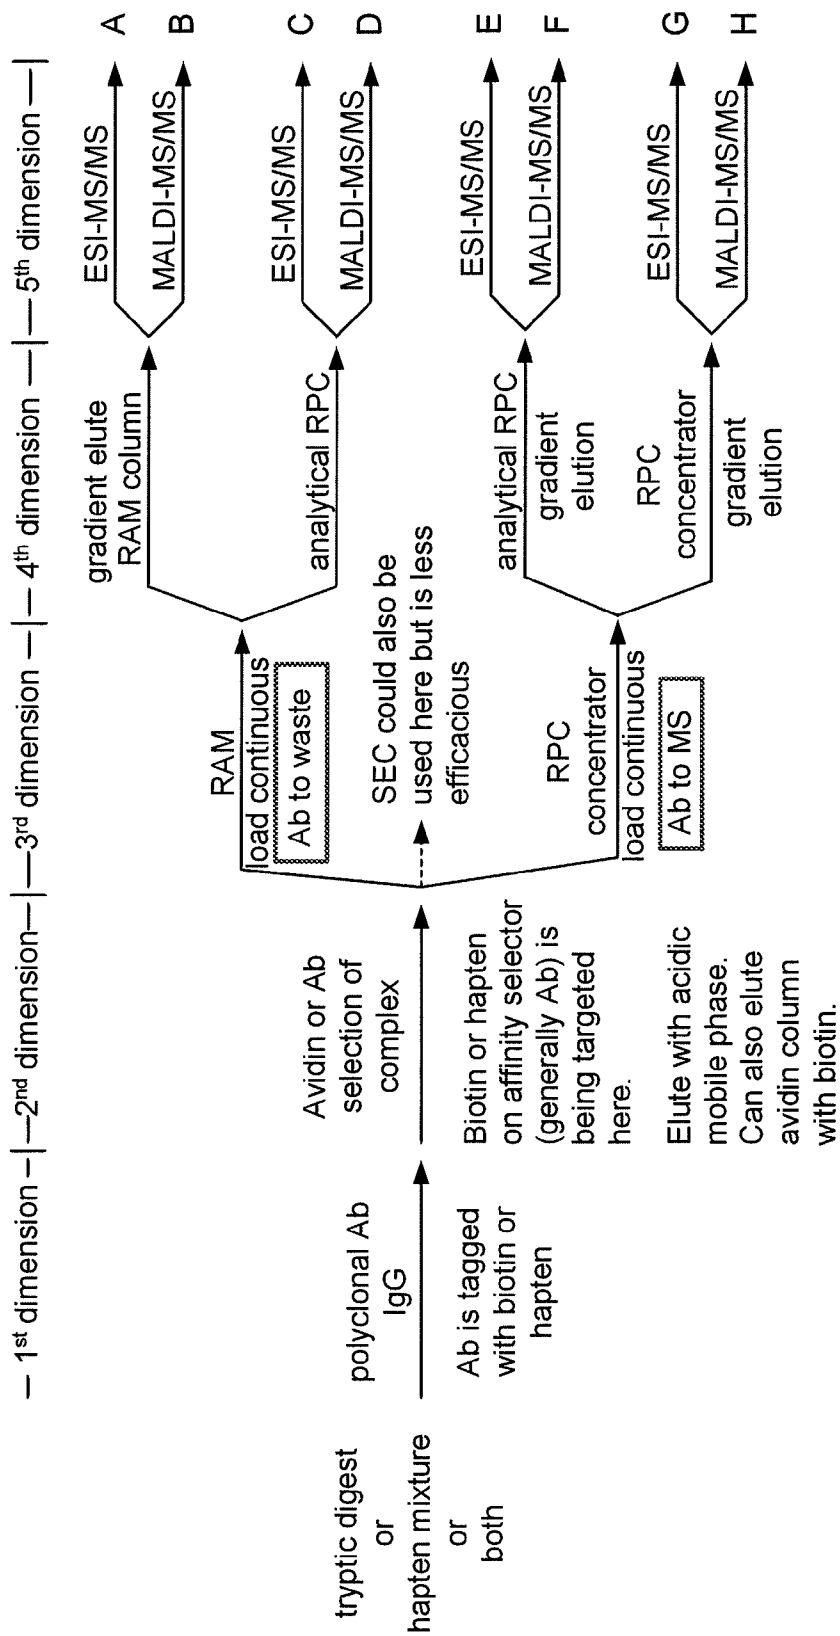 — 1st dimension —|—2nd dimension—|—3rd dimension —|— 4th dimension —|— 5th dimension —|
tryptic digest
or
hapten mixture
or
both
polyclonal Ab
IgG
Ab is tagged
with biotin or
hapten
Avidin or Ab
selection of
complex
Biotin or hapten
on affinity selector
(generally Ab) is
being targeted
here.
Elute with acidic
mobile phase.
Can also elute
avidin column
with biotin.
RAM
load continuous
Ab to waste
SEC could also be
used here but is less
efficacious
RPC
concentrator
load continuous
Ab to MS
gradient elute
RAM column
analytical RPC
analytical RPC
gradient
elution
RPC
concentrator
gradient
elution
ESI-MS/MS A
MALDI-MS/MS B
ESI-MS/MS C
MALDI-MS/MS D
ESI-MS/MS E
MALDI-MS/MS F
ESI-MS/MS G
MALDI-MS/MS H